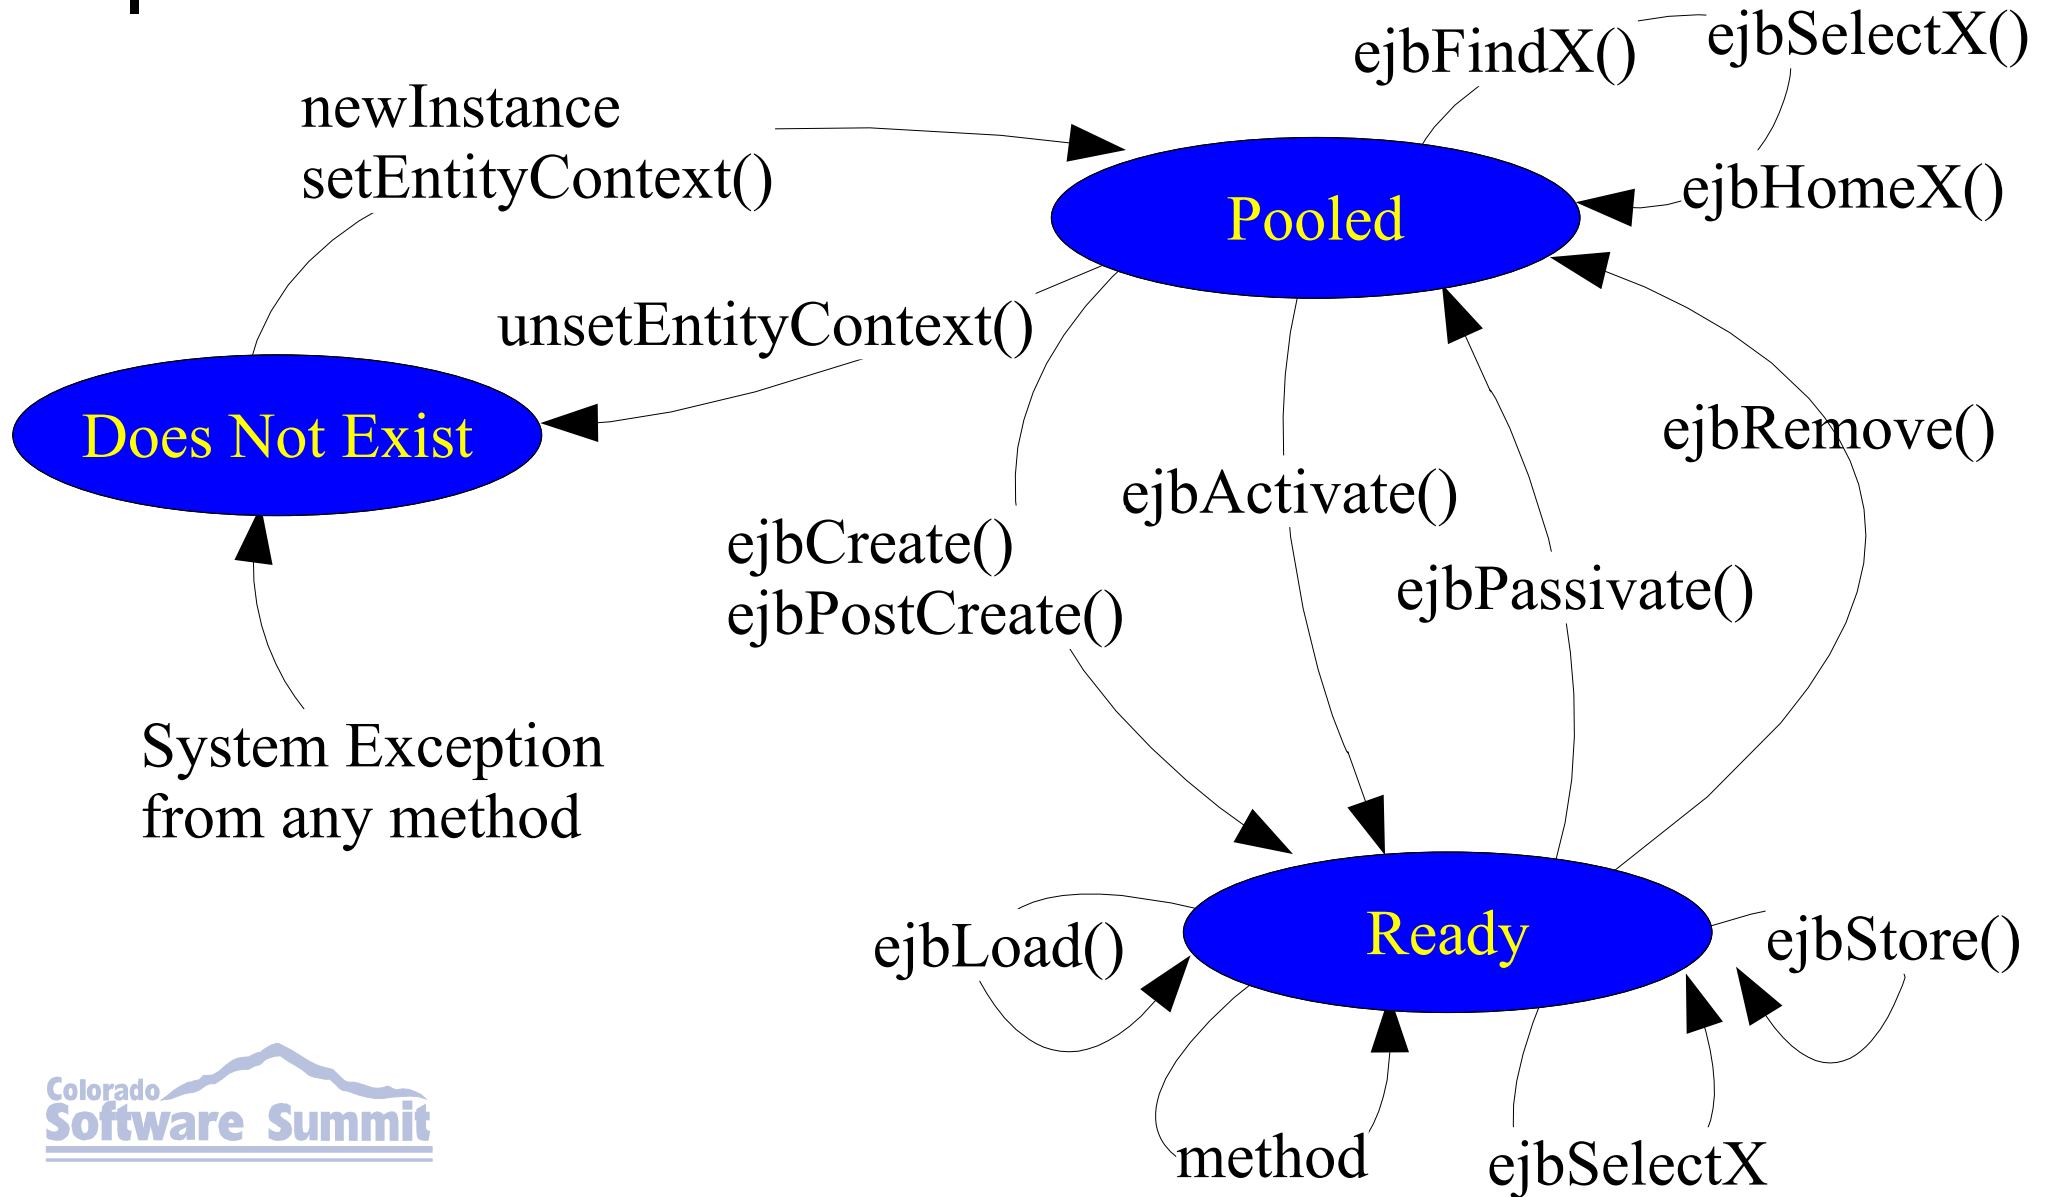 ejbFindX()
ejbSelectX()
newInstance
setEntityContext()
ejbHomeX()
Pooled
unsetEntityContext()
Does Not Exist
ejbRemove()
ejbActivate()
ejbCreate()
ejbPostCreate()
ejbPassivate()
System Exception
from any method
ejbLoad()
Ready
ejbStore()
method
ejbSelectX
Colorado
Software Summit